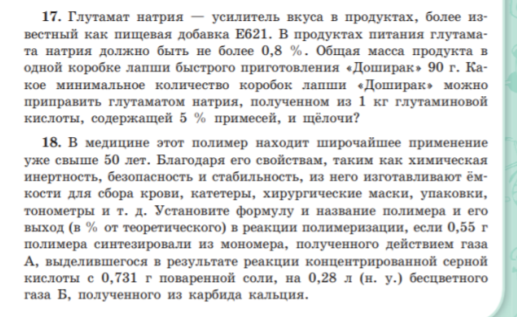 17. Глутамат натрия — усилитель вкуса в продуктах, более из-
вестный как пищевая добавка Е621. В продуктах питания глутама-
та натрия должно быть не более 0,8 %. Общая масса продукта в
одной коробке лапши быстрого приготовления «Доширак» 90 г. Ка-
кое минимальное количество коробок лапши «Доширак» можно
приправить глутаматом натрия, полученном из 1 кг глутаминовой
кислоты, содержащей 5 % примесей, и щёлочи?
18. В медицине этот полимер находит широчайшее применение
уже свыше 50 лет. Благодаря его свойствам, таким как химическая
инертность, безопасность и стабильность, из него изготавливают ём-
кости для сбора крови, катетеры, хирургические маски, упаковки,
тонометры и т. д. Установите формулу и название полимера и его
выход (в % от теоретического) в реакции полимеризации, если 0,55 г
полимера синтезировали из мономера, полученного действием газа
А, выделившегося в результате реакции концентрированной серной
кислоты с 0,731 г поваренной соли, на 0,28 л (н. у.) бесцветного
газа Б, полученного из карбида кальция.